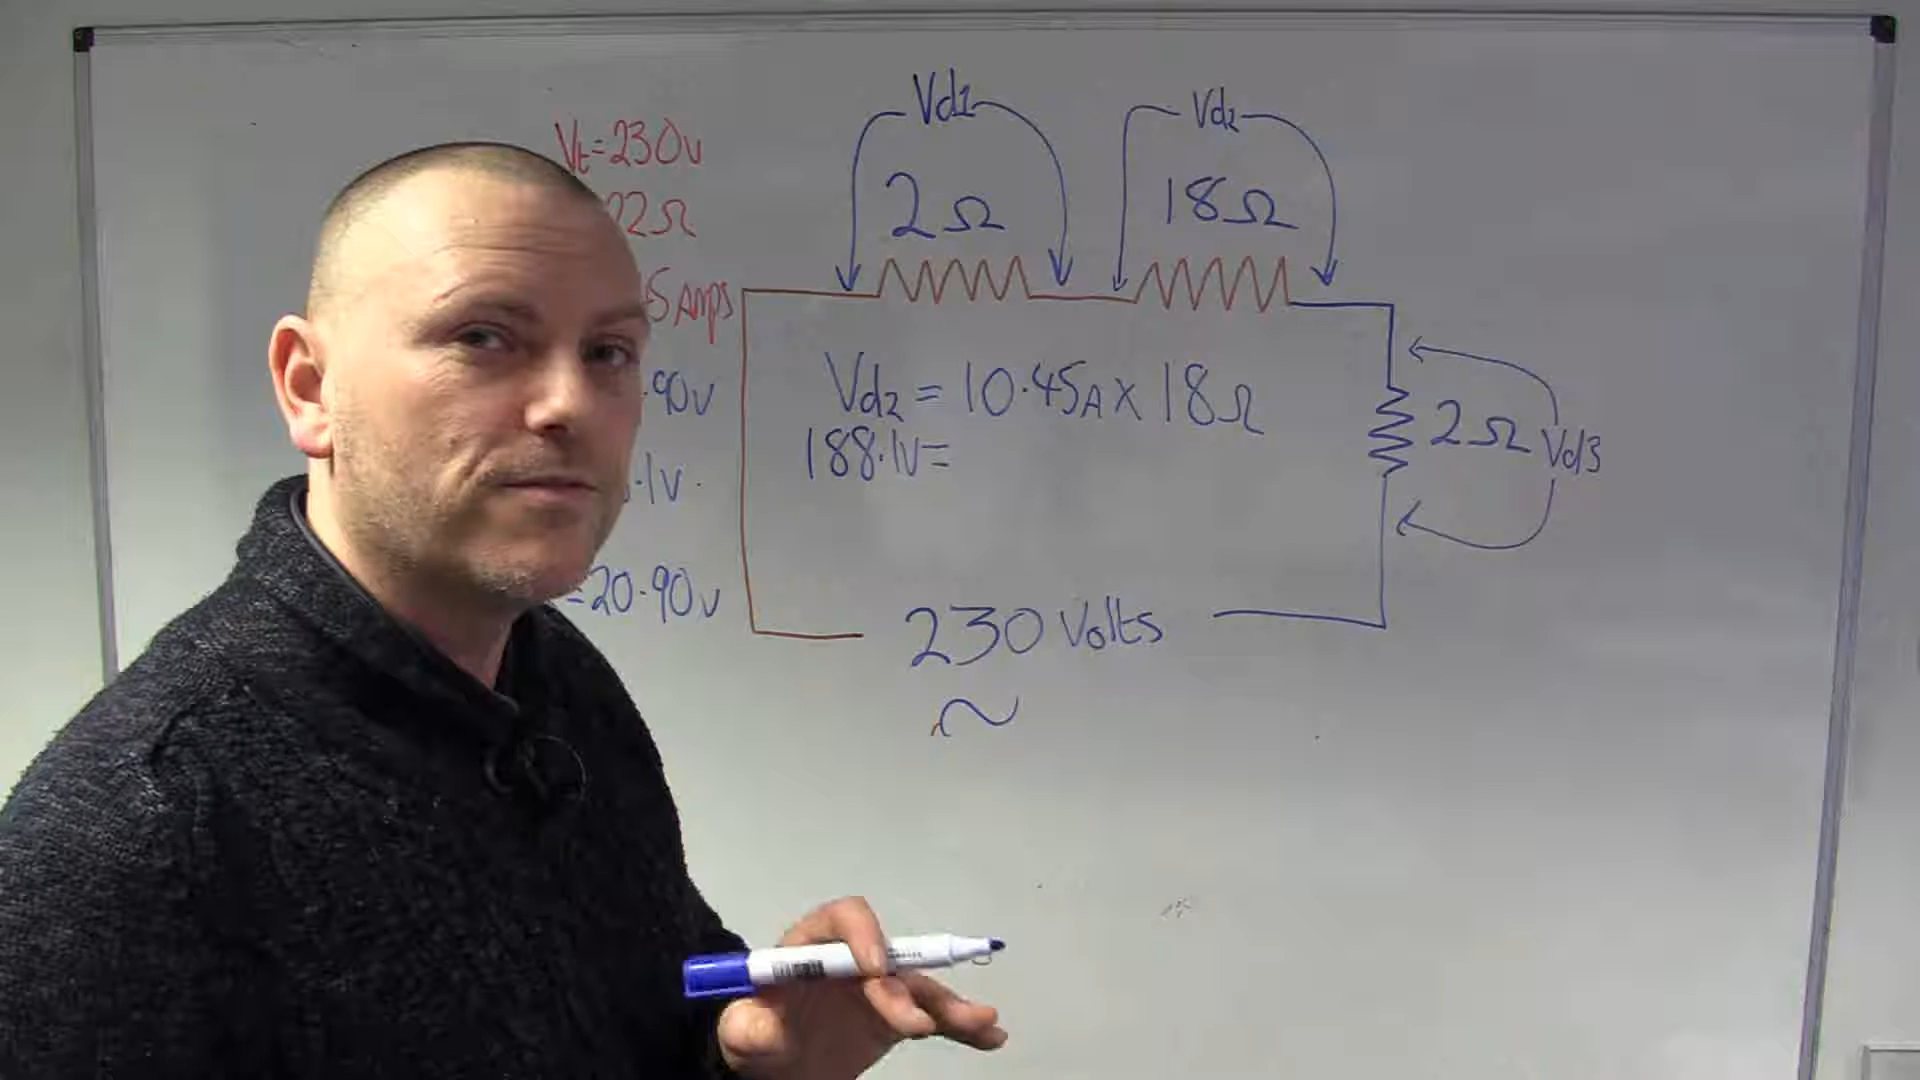 Vt=230v
22Ω
5 Amps
.90v
.1v.
=20.90v
Vd1
Vd2
2Ω
18Ω
Vd2 = 10.45A x 18Ω
188.1v=
2Ω
Vd3
230 Volts
~